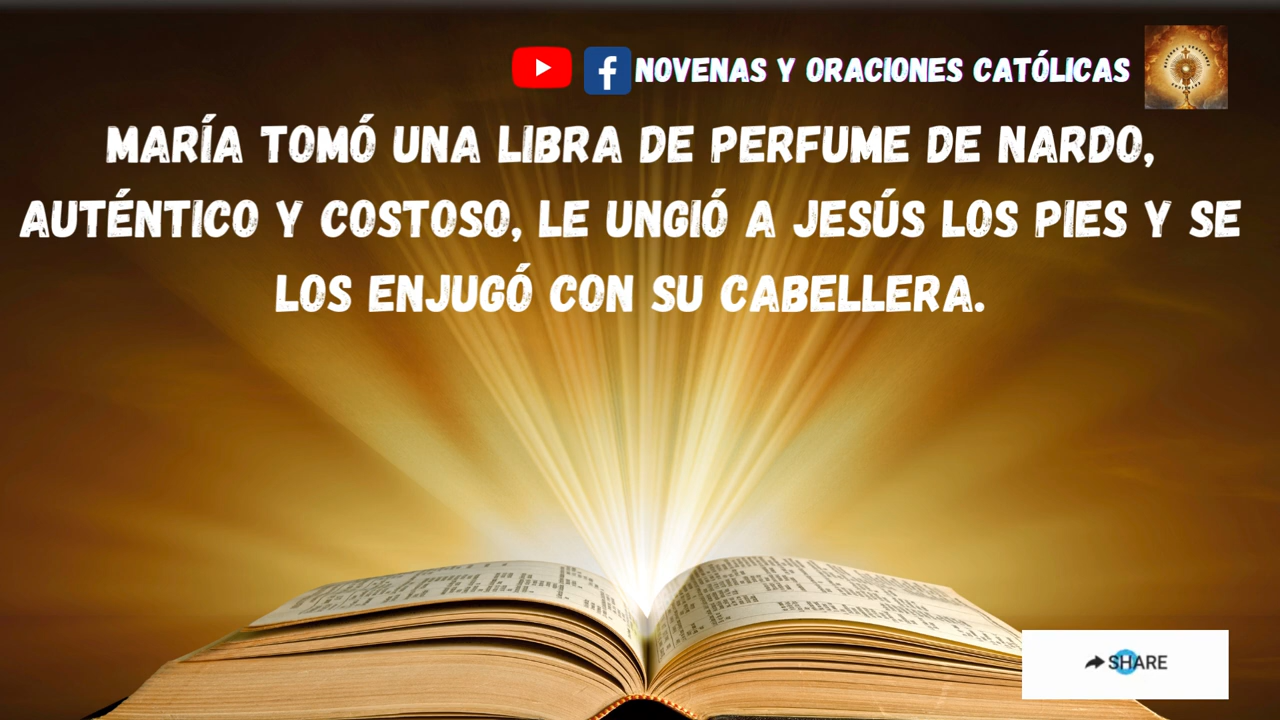 NOVENAS Y ORACIONES CATÓLICAS
MARÍA TOMÓ UNA LIBRA DE PERFUME DE NARDO,
AUTÉNTICO Y COSTOSO, LE UNGIÓ A JESÚS LOS PIES Y SE
LOS ENJUGÓ CON SU CABELLERA.
SHARE